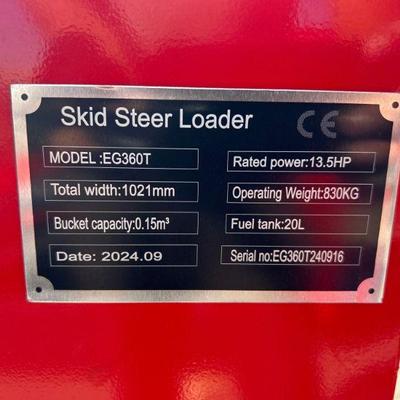 Skid Steer Loader CE
MODEL :EG360T
Rated power:13.5HP
Total width:1021mm
Operating Weight:830KG
Bucket capacity:0.15m³
Fuel tank:20L
Date: 2024.09
Serial no:EG360T240916